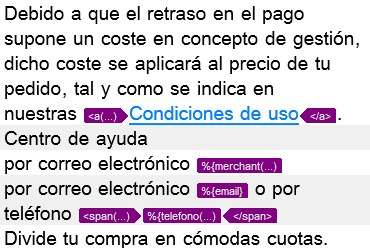 Debido a que el retraso en el pago
supone un coste en concepto de gestión,
dicho coste se aplicará al precio de tu
pedido, tal y como se indica en
nuestras <a(...) Condiciones de uso </a> .
Centro de ayuda
por correo electrónico %{merchant(...)
por correo electrónico %{email} o por
teléfono <span(...) %{telefono(...) </span>
Divide tu compra en cómodas cuotas.